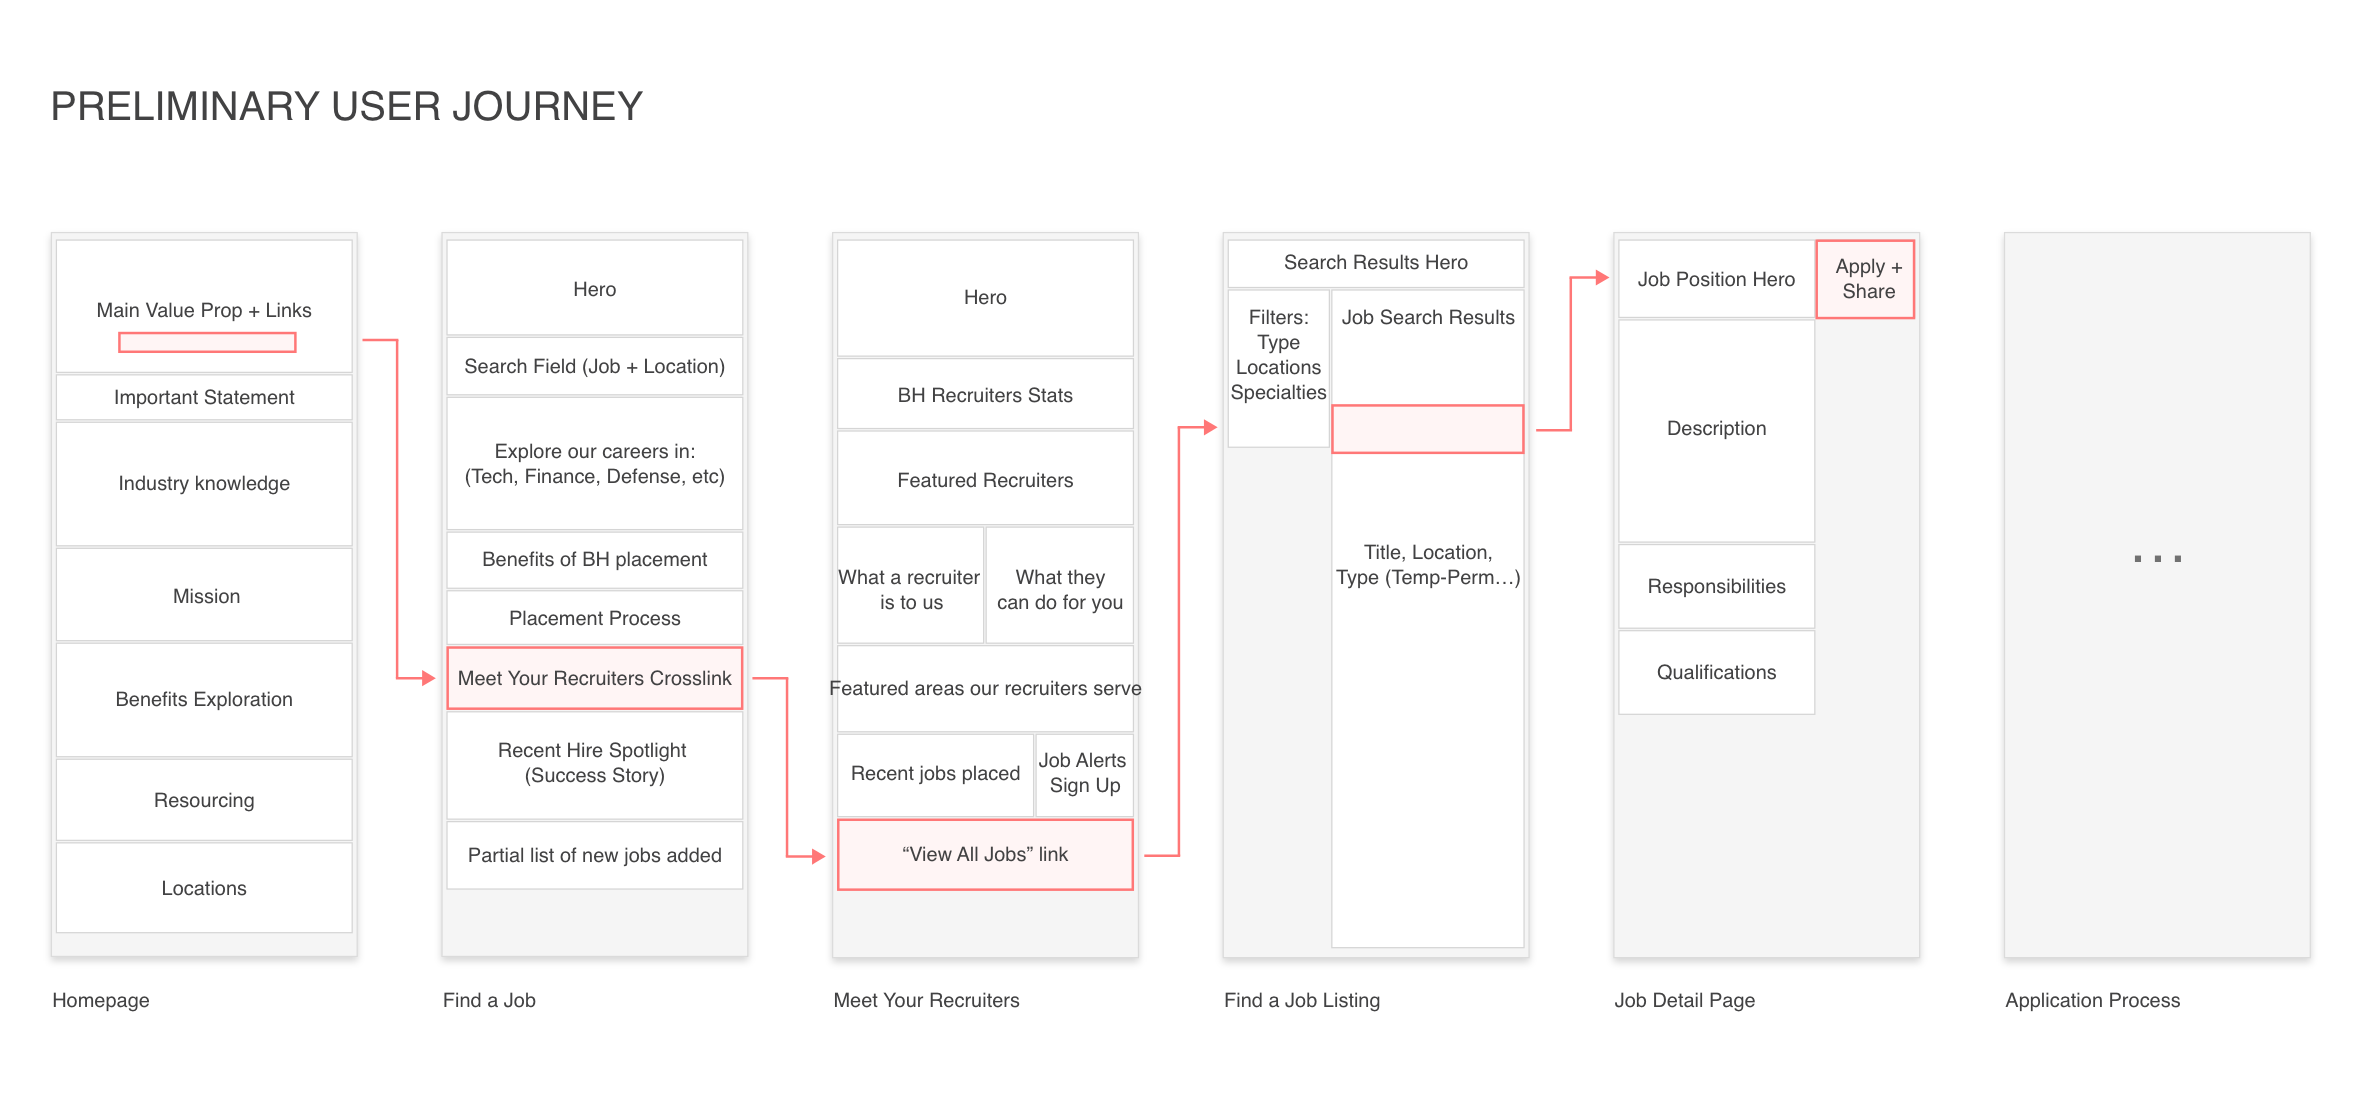 PRELIMINARY USER JOURNEY
Main Value Prop + Links
Important Statement
Industry knowledge
Mission
Benefits Exploration
Resourcing
Locations
Homepage
Hero
Search Field (Job + Location)
Explore our careers in:
(Tech, Finance, Defense, etc)
Benefits of BH placement
Placement Process
Meet Your Recruiters Crosslink
Recent Hire Spotlight
(Success Story)
Partial list of new jobs added
Find a Job
Hero
BH Recruiters Stats
Featured Recruiters
What a recruiter
is to us
What they
can do for you
Featured areas our recruiters serve
Recent jobs placed
Job Alerts
Sign Up
“View All Jobs” link
Meet Your Recruiters
Search Results Hero
Filters:
Type
Locations
Specialties
Job Search Results
Title, Location,
Type (Temp-Perm…)
Find a Job Listing
Job Position Hero
Apply +
Share
Description
Responsibilities
Qualifications
Job Detail Page
...
Application Process